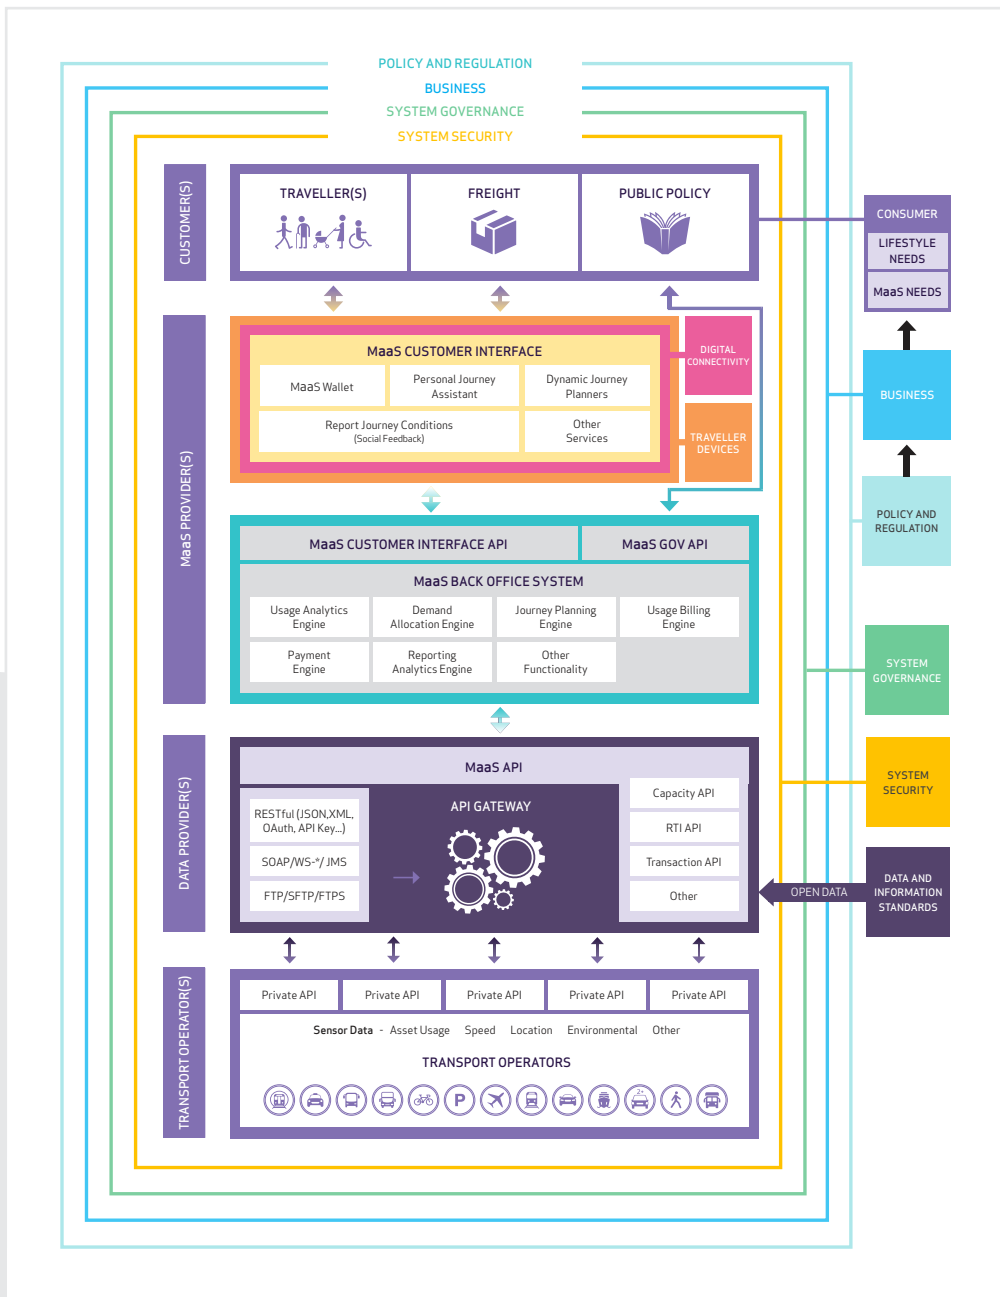 POLICY AND REGULATION
BUSINESS
SYSTEM GOVERNANCE
SYSTEM SECURITY
CUSTOMER(S)
TRAVELLER(S)
FREIGHT
PUBLIC POLICY
CONSUMER
LIFESTYLE
NEEDS
MaaS NEEDS
MaaS PROVIDER(S)
MaaS CUSTOMER INTERFACE
MaaS Wallet
Personal Journey
Assistant
Dynamic Journey
Planners
Report Journey Conditions
(Social Feedback)
Other
Services
DIGITAL
CONNECTIVITY
TRAVELLER
DEVICES
BUSINESS
POLICY AND
REGULATION
MaaS CUSTOMER INTERFACE API
MaaS GOV API
MaaS BACK OFFICE SYSTEM
Usage Analytics
Engine
Demand
Allocation Engine
Journey Planning
Engine
Usage Billing
Engine
Payment
Engine
Reporting
Analytics Engine
Other
Functionality
SYSTEM
GOVERNANCE
SYSTEM
SECURITY
DATA PROVIDER(S)
MaaS API
RESTful (JSON,XML,
OAuth, API Key...)
SOAP/WS-*/ JMS
FTP/SFTP/FTPS
API GATEWAY
Capacity API
RTI API
Transaction API
Other
OPEN DATA
DATA AND
INFORMATION
STANDARDS
TRANSPORT OPERATOR(S)
Private API
Private API
Private API
Private API
Private API
Sensor Data - Asset Usage Speed Location Environmental Other
TRANSPORT OPERATORS
P
2+